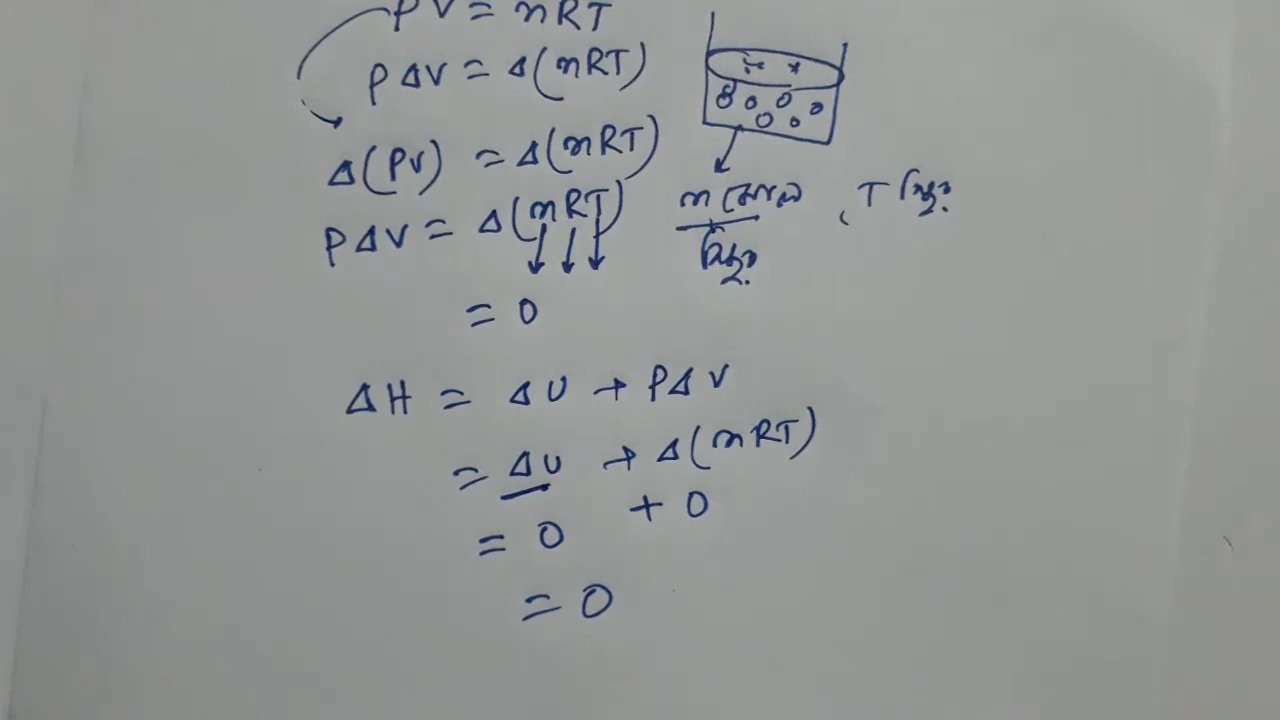 PV = nRT
PΔV = Δ(nRT)
Δ(PV) = Δ(nRT)
PΔV = Δ(nRT)
n মোল , T স্থির
স্থির
= 0
ΔH = ΔU + PΔV
= ΔU + Δ(nRT)
= 0 + 0
= 0